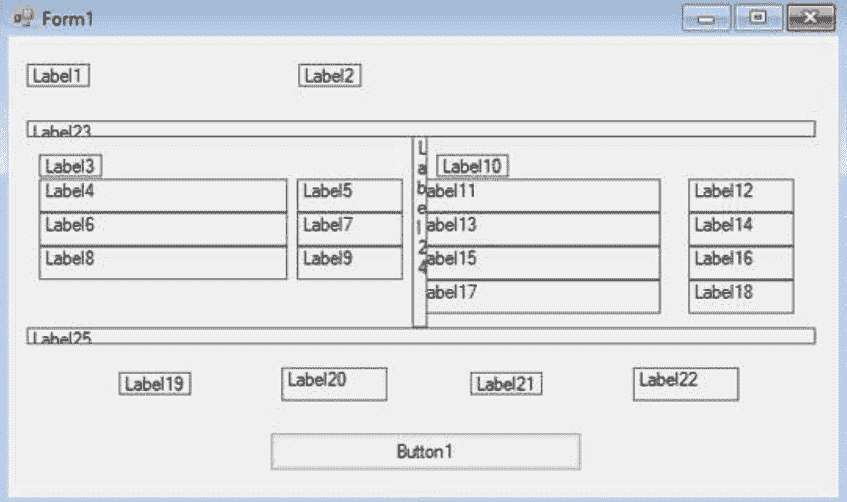 Form1
Label1 Label2
Label23
Label3 Label10
Label4 Label5 abel11 Label12
Label6 Label7 abel13 Label14
Label8 Label9 abel15 Label16
abel17 Label18
Label24
Label25
Label19 Label20 Label21 Label22
Button1